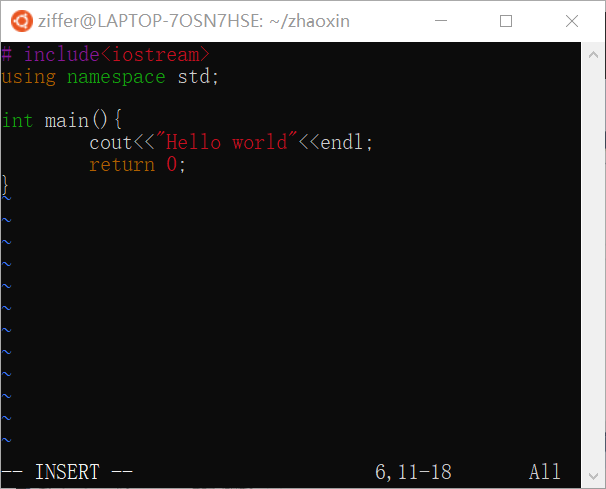 ziffer@LAPTOP-7OSN7HSE: ~/zhaoxin
# include<iostream>
using namespace std;
int main(){
        cout<<"Hello world"<<endl;
        return 0;
}
~
~
~
~
~
~
~
~
~
~
~
~
-- INSERT --                      6,11-18       All